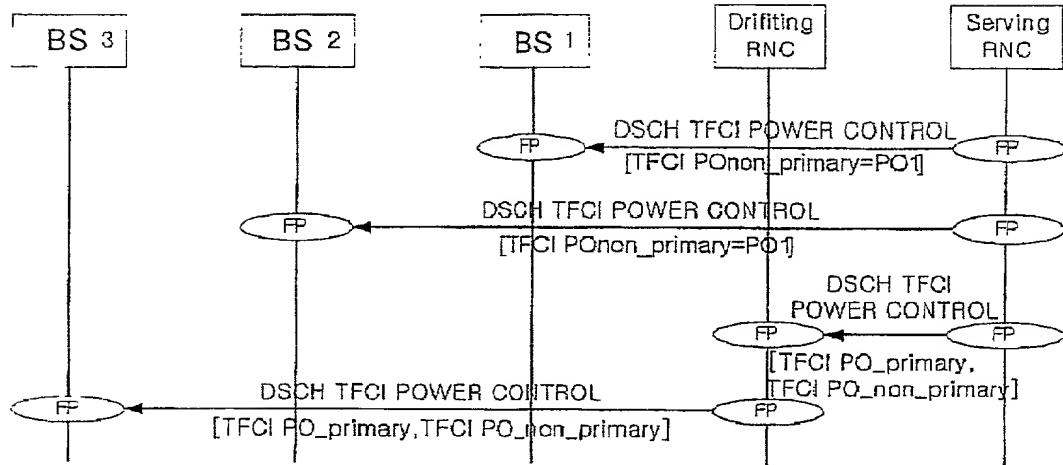 BS 3
BS 2
BS 1
Drifiting
RNC
Serving
RNC
DSCH TFCI POWER CONTROL
FP
FP
[TFCI POnon_primary=PO1]
DSCH TFCI POWER CONTROL
FP
FP
[TFCI POnon_primary=PO1]
DSCH TFCI
POWER CONTROL
FP
FP
[TFCI PO_primary,
TFCI PO_non_primary]
DSCH TFCI POWER CONTROL
FP
FP
[TFCI PO_primary,TFCI PO_non_primary]